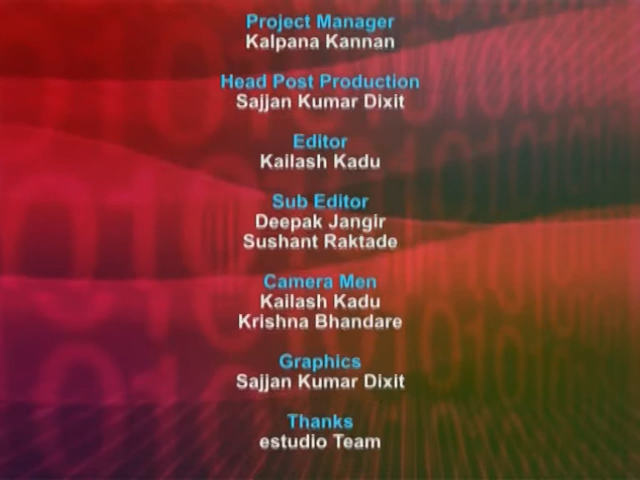 Project Manager
Kalpana Kannan
Head Post Production
Sajjan Kumar Dixit
Editor
Kailash Kadu
Sub Editor
Deepak Jangir
Sushant Raktade
Camera Men
Kailash Kadu
Krishna Bhandare
Graphics
Sajjan Kumar Dixit
Thanks
estudio Team